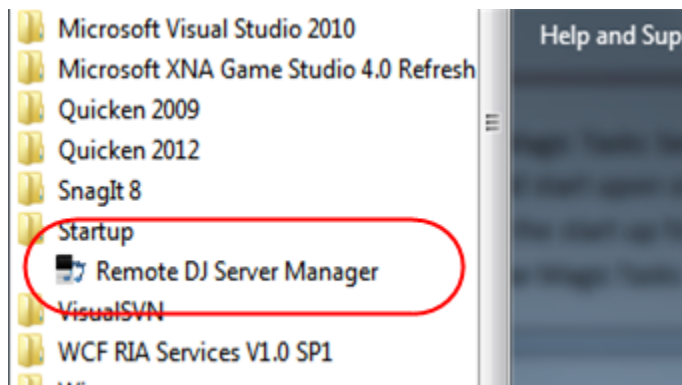 Microsoft Visual Studio 2010
Help and Sup
Microsoft XNA Game Studio 4.0 Refresh
Quicken 2009
Quicken 2012
SnagIt 8
Startup
Remote DJ Server Manager
VisualSVN
WCF RIA Services V1.0 SP1